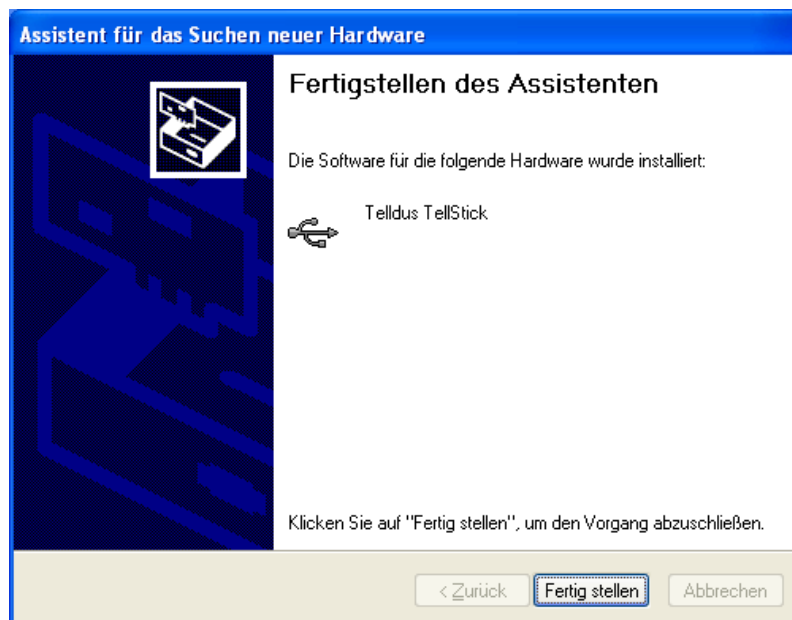 Assistent für das Suchen neuer Hardware
Fertigstellen des Assistenten
Die Software für die folgende Hardware wurde installiert:
Telldus TellStick
Klicken Sie auf "Fertig stellen", um den Vorgang abzuschließen.
< Zurück Fertig stellen Abbrechen